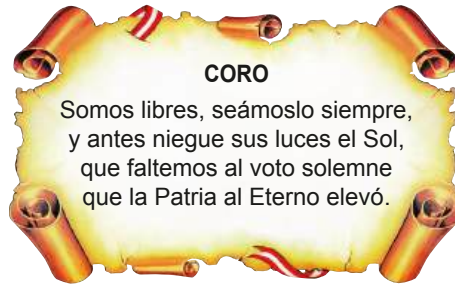 CORO
Somos libres, seámoslo siempre,
y antes niegue sus luces el Sol,
que faltemos al voto solemne
que la Patria al Eterno elevó.